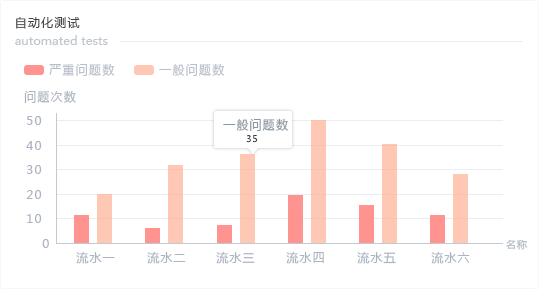 自动化测试
automated tests
严重问题数 一般问题数
问题次数
50
40
30
20
10
0
一般问题数
35
流水一 流水二 流水三 流水四 流水五 流水六 名称